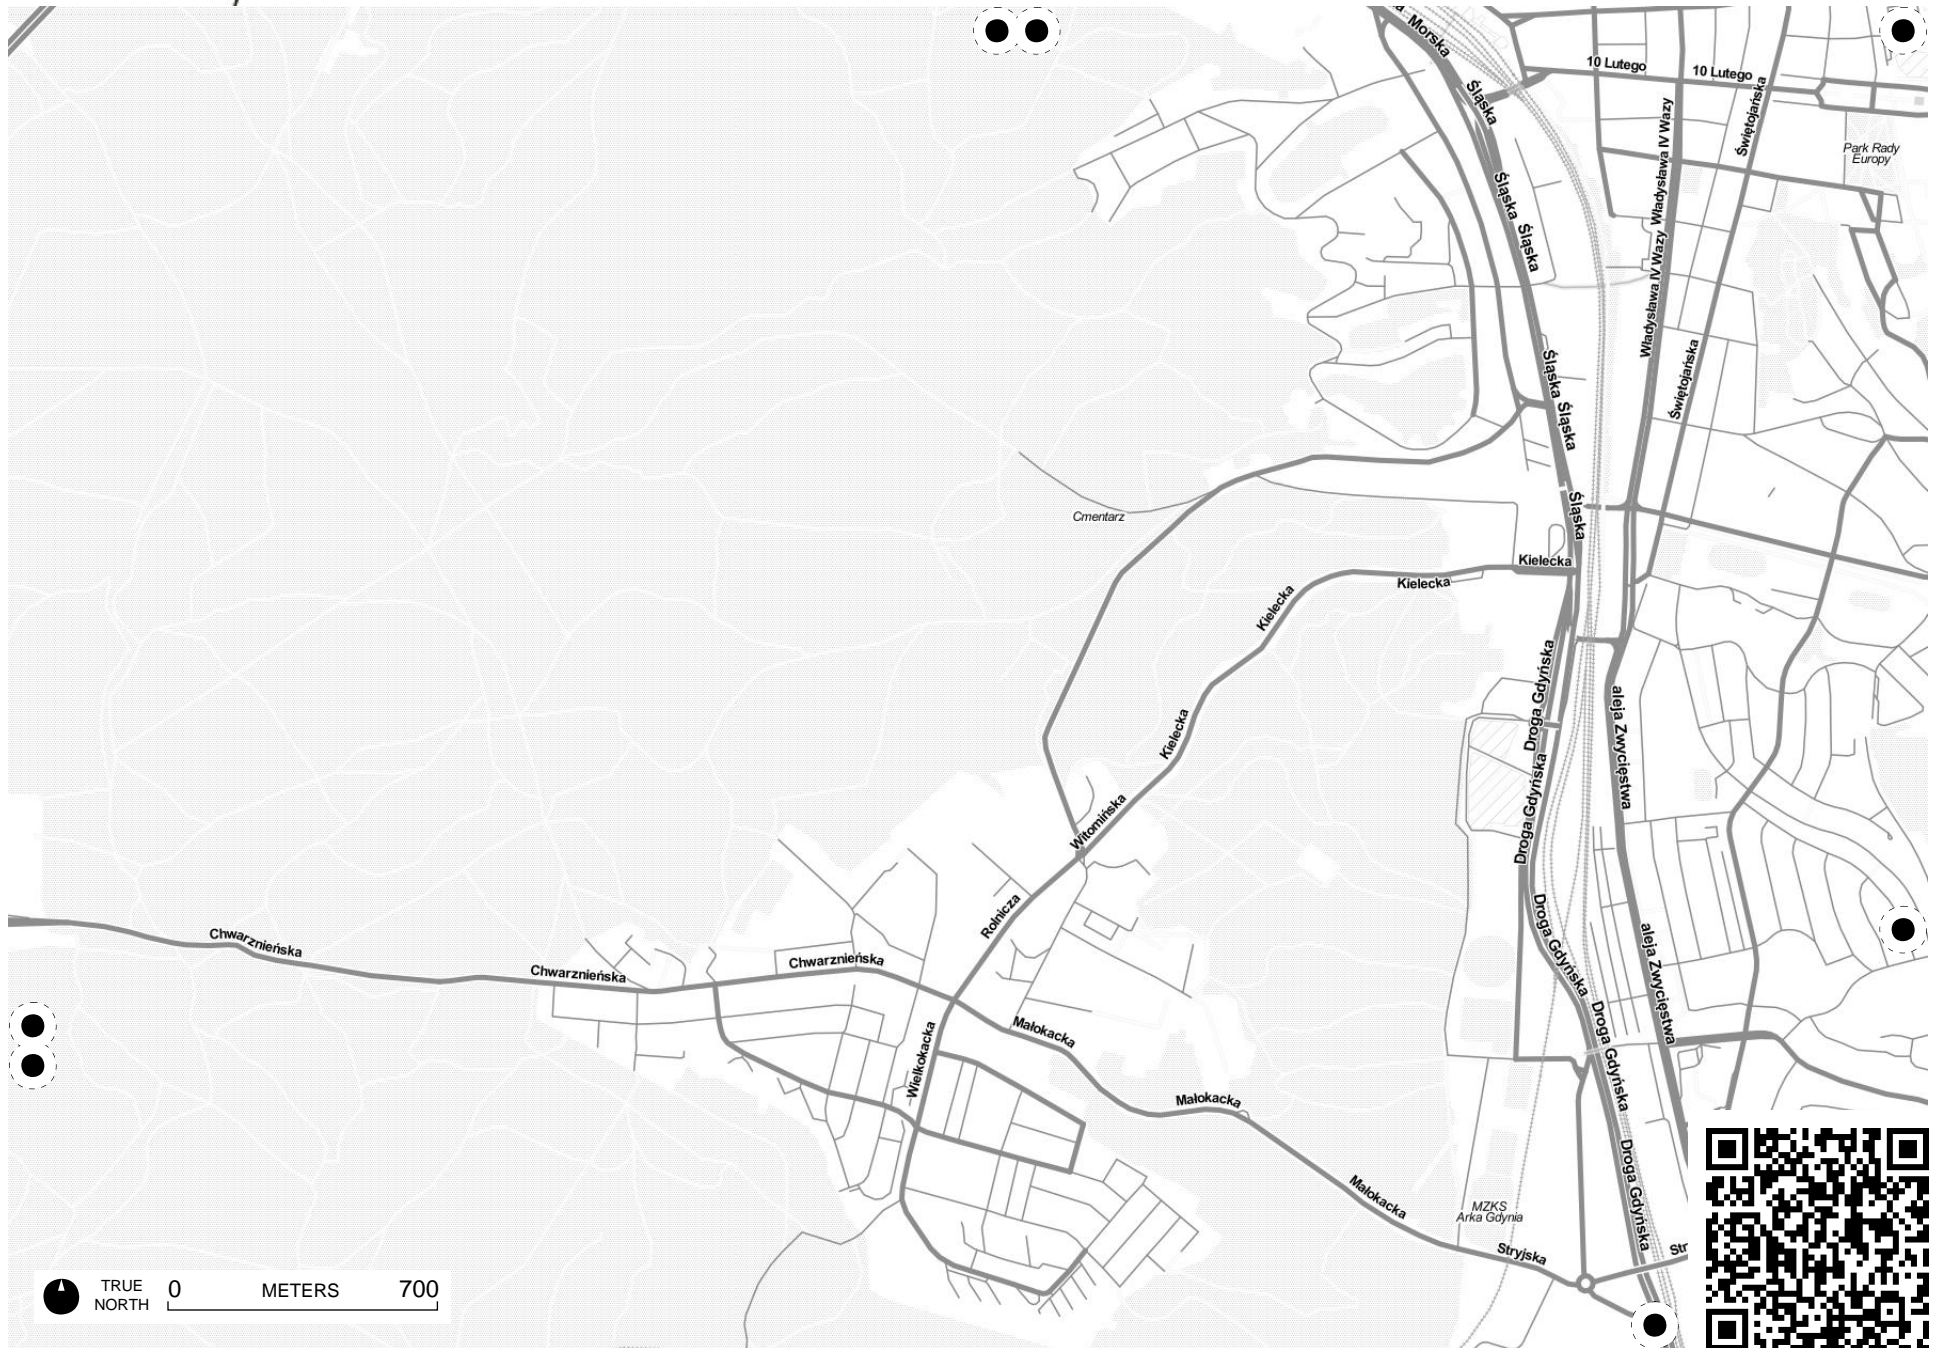 Morska
10 Lutego
10 Lutego
Śląska
Świętojańska
Władysława IV Wazy
Władysława IV Wazy
Park Rady
Europy
Śląska
Śląska
Śląska
Świętojańska
Śląska
Śląska
Cmentarz
Kielecka
Kielecka
Kielecka
Droga Gdyńska
Kielecka
aleja Zwycięstwa
Droga Gdyńska
Witomińska
Rolnicza
Droga Gdyńska
Chwarznieńska
Chwarznieńska
Chwarznieńska
aleja Zwycięstwa
Małokacka
Droga Gdyńska
Wielkokacka
Małokacka
Droga Gdyńska
Małokacka
MZKS
Arka Gdynia
Stryjska
Str
TRUE
NORTH
0 METERS 700